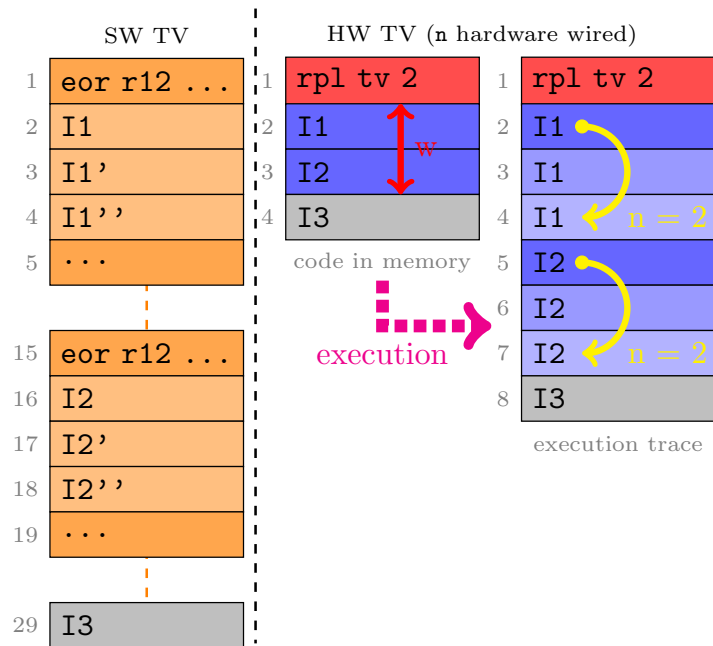 SW TV
1 eor r12 ...
2 I1
3 I1'
4 I1''
5 ...
15 eor r12 ...
16 I2
17 I2'
18 I2''
19 ...
29 I3
HW TV (n hardware wired)
1 rpl tv 2
2 I1
3 I2
4 I3
w
code in memory
execution
1 rpl tv 2
2 I1
3 I1
4 I1 n = 2
5 I2
6 I2
7 I2 n = 2
8 I3
execution trace